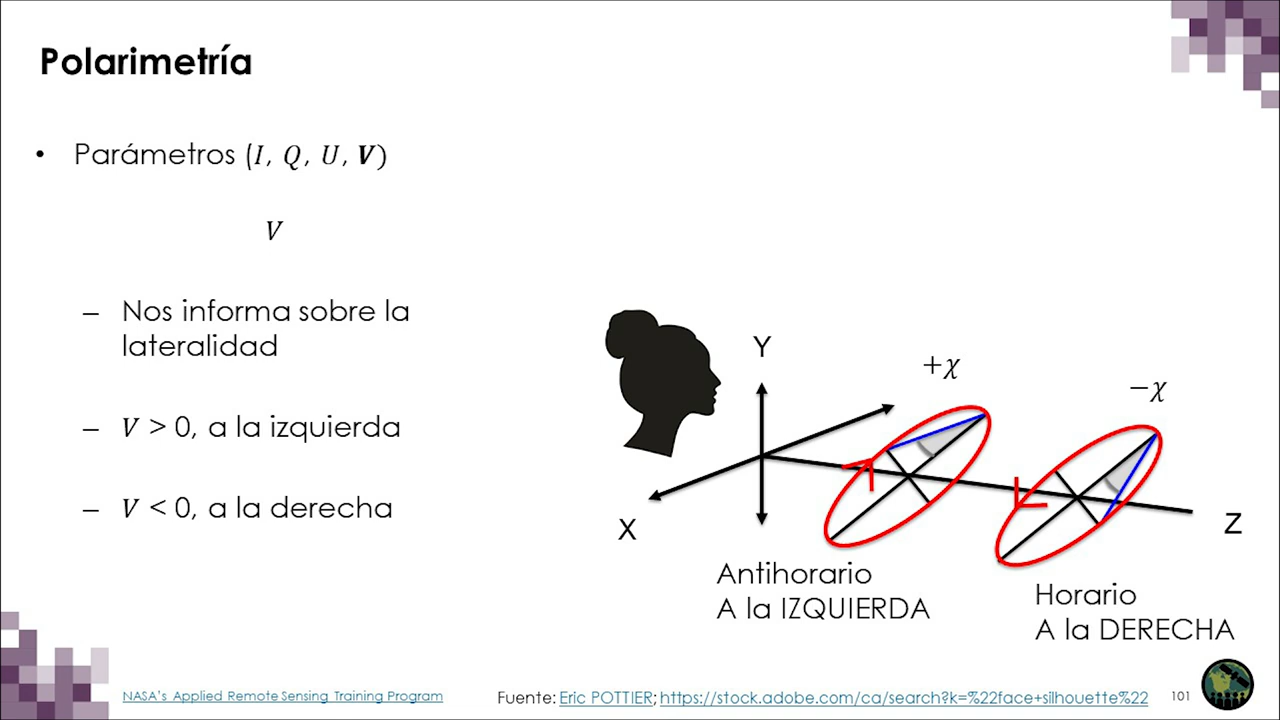 Polarimetría
• Parámetros (I, Q, U, V)
V
– Nos informa sobre la
lateralidad
– V > 0, a la izquierda
– V < 0, a la derecha
Y
X
Z
+χ
−χ
Antihorario
A la IZQUIERDA
Horario
A la DERECHA
NASA's Applied Remote Sensing Training Program
Fuente: Eric POTTIER; https://stock.adobe.com/ca/search?k=%22face+silhouette%22
101